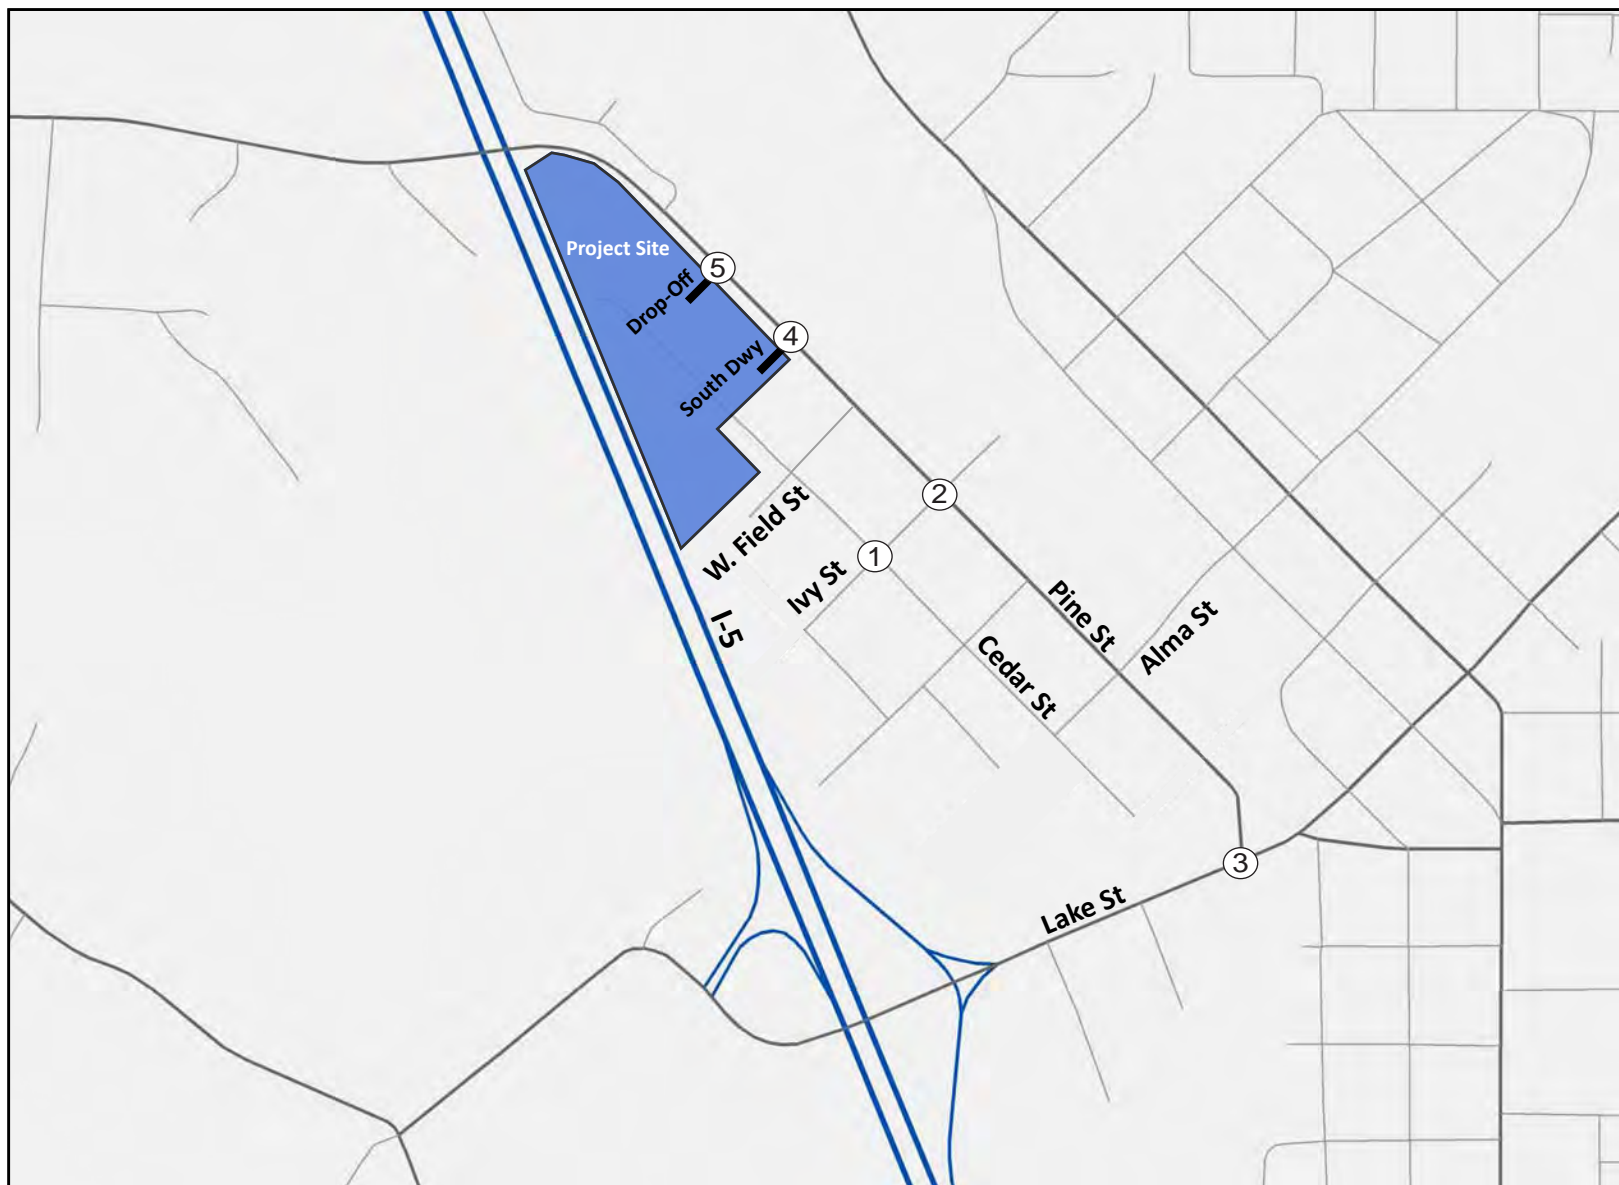 Project Site
5
Drop-Off
4
South Dwy
2
W. Field St
1
Ivy St
I-5
Pine St
Alma St
Cedar St
3
Lake St